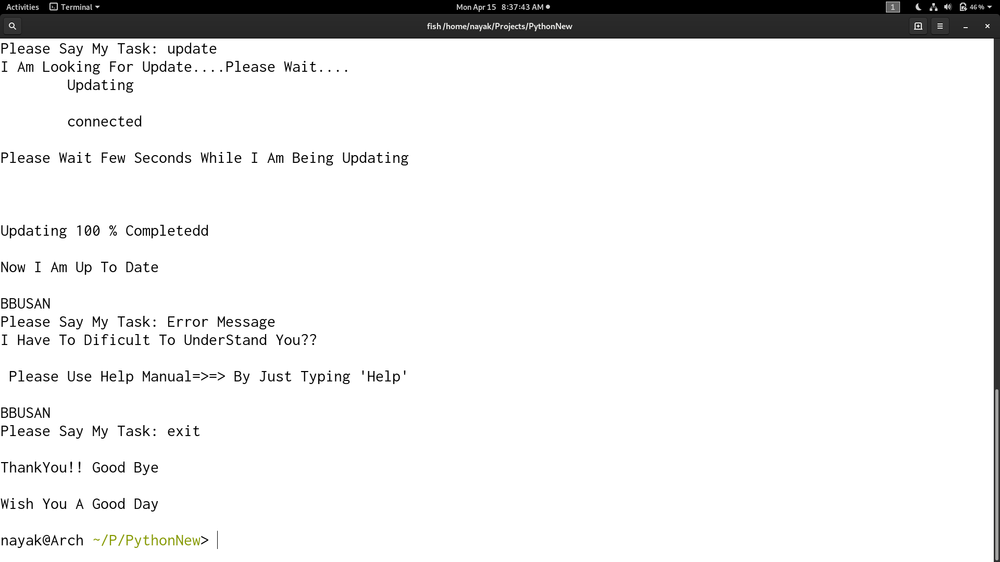 Activities Terminal Mon Apr 15 8:37:43 AM 1 46 %
fish /home/nayak/Projects/PythonNew
Please Say My Task: update
I Am Looking For Update....Please Wait....
Updating
connected
Please Wait Few Seconds While I Am Being Updating
Updating 100 % Completedd
Now I Am Up To Date
BBUSAN
Please Say My Task: Error Message
I Have To Dificult To UnderStand You??
Please Use Help Manual=>=> By Just Typing 'Help'
BBUSAN
Please Say My Task: exit
ThankYou!! Good Bye
Wish You A Good Day
nayak@Arch ~/P/PythonNew>